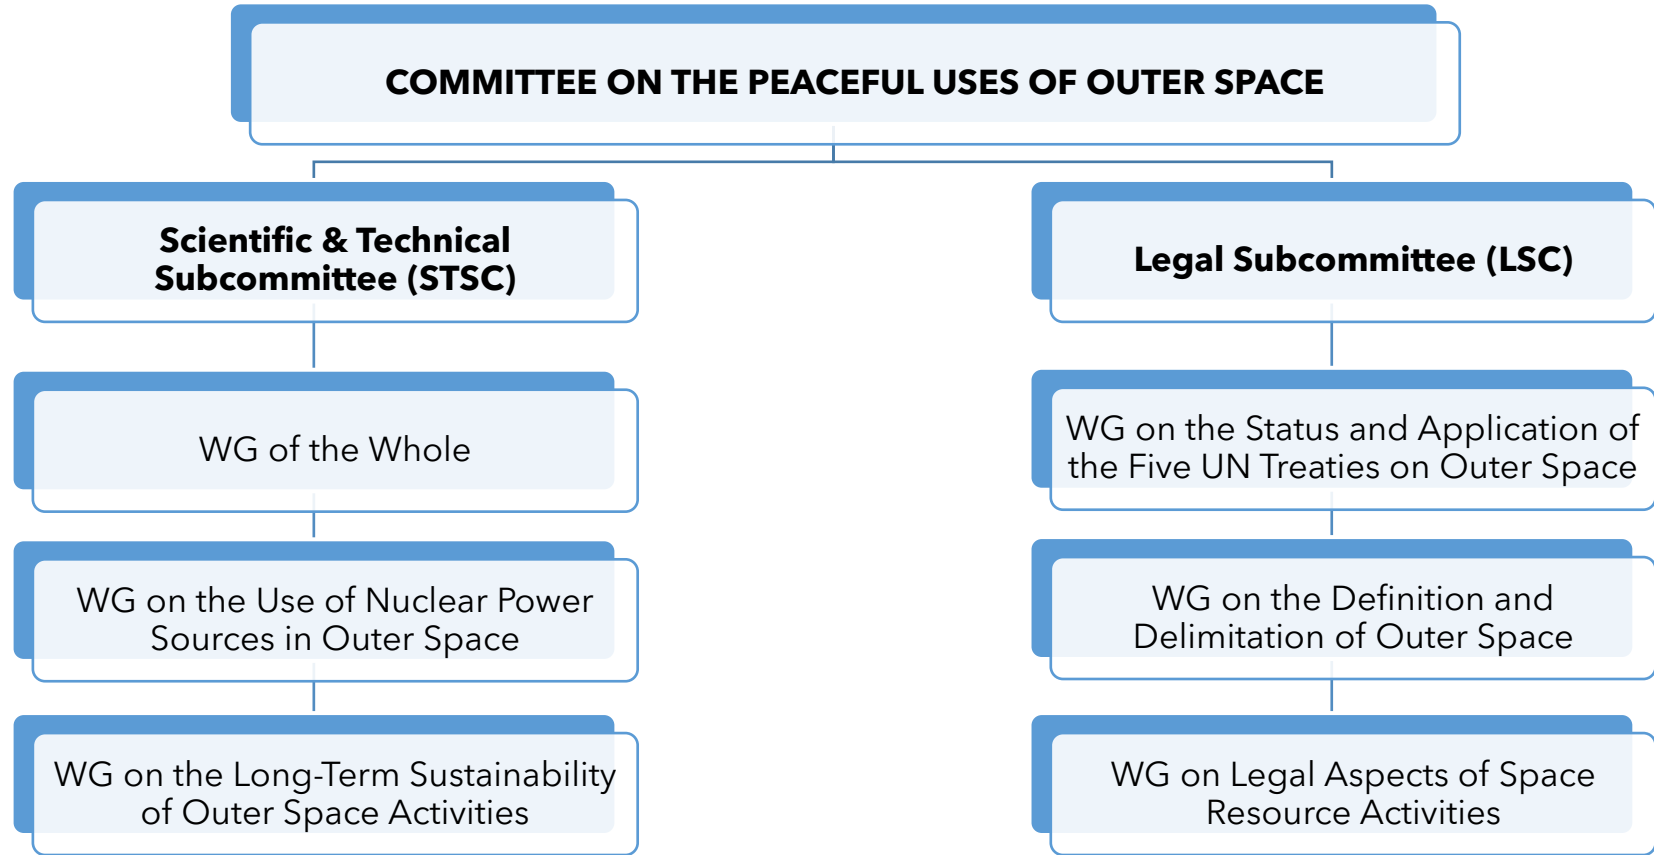 COMMITTEE ON THE PEACEFUL USES OF OUTER SPACE
Scientific & Technical
Subcommittee (STSC)
WG of the Whole
WG on the Use of Nuclear Power
Sources in Outer Space
WG on the Long-Term Sustainability
of Outer Space Activities
Legal Subcommittee (LSC)
WG on the Status and Application of
the Five UN Treaties on Outer Space
WG on the Definition and
Delimitation of Outer Space
WG on Legal Aspects of Space
Resource Activities